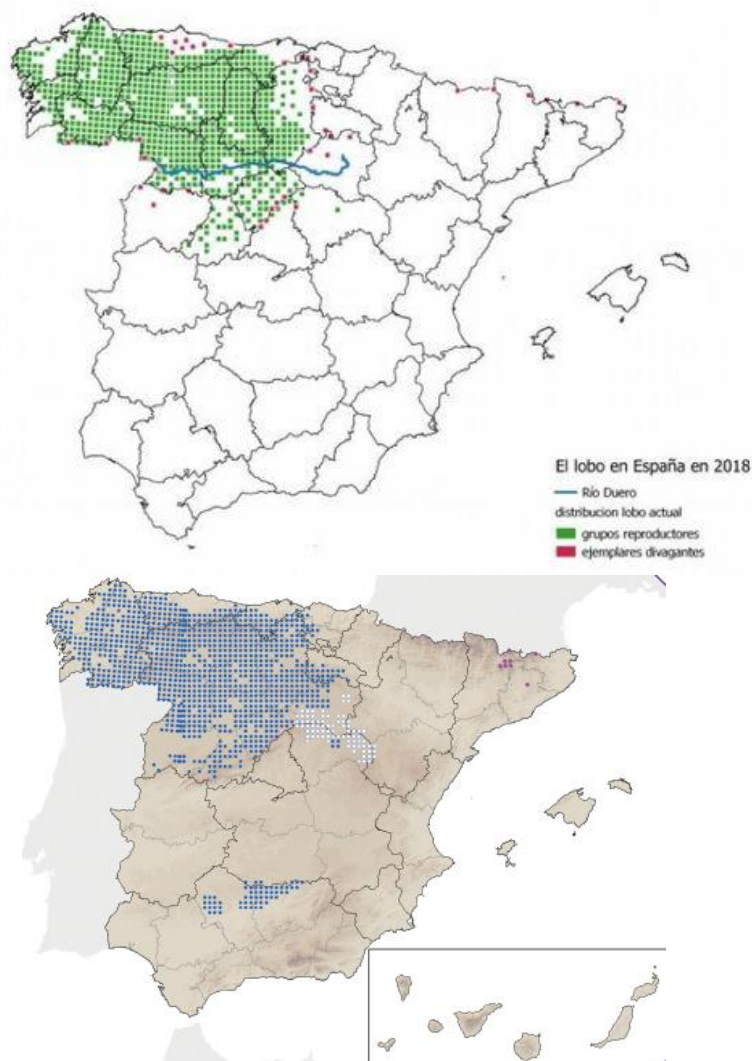 El lobo en España en 2018
Río Duero
distribucion lobo actual
grupos reproductores
ejemplares divagantes